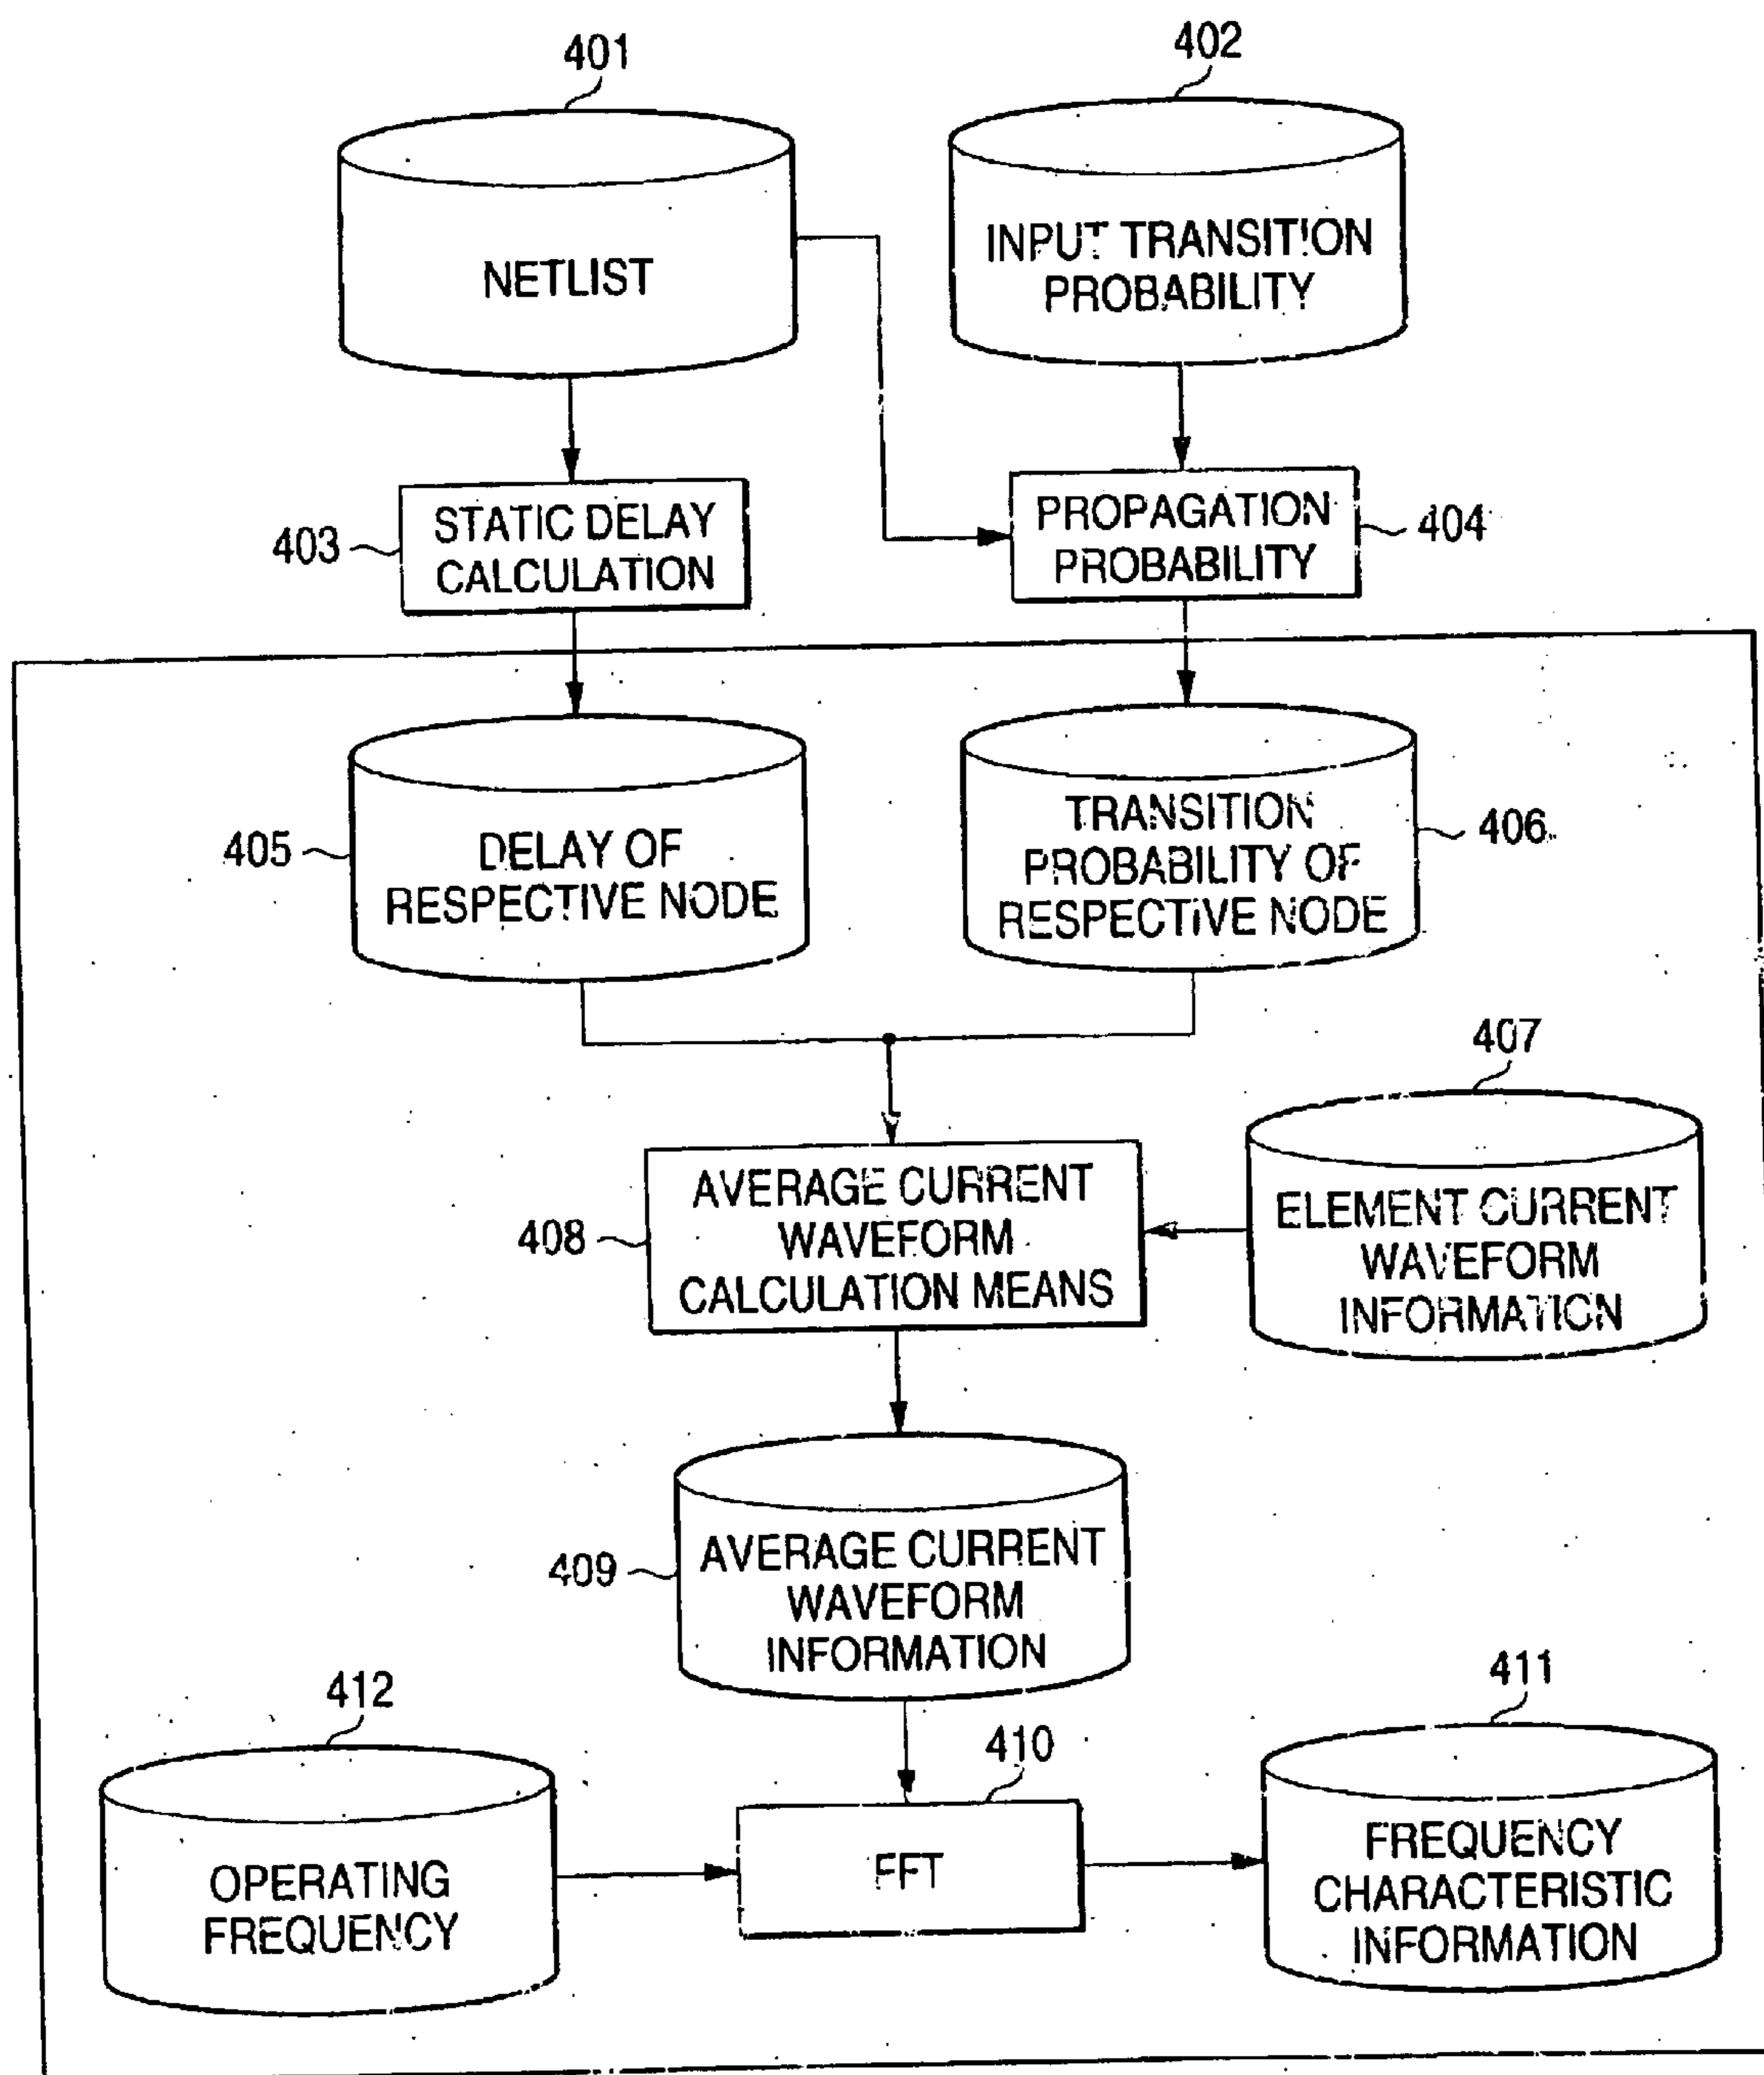 401
402
NETLIST
INPUT TRANSITION
PROBABILITY
403
STATIC DELAY
CALCULATION
PROPAGATION
PROBABILITY
404
405
DELAY OF
RESPECTIVE NODE
TRANSITION
PROBABILITY OF
RESPECTIVE NODE
406
407
408
AVERAGE CURRENT
WAVEFORM
CALCULATION MEANS
ELEMENT CURRENT
WAVEFORM
INFORMATION
409
AVERAGE CURRENT
WAVEFORM
INFORMATION
412
410
411
OPERATING
FREQUENCY
FFT
FREQUENCY
CHARACTERISTIC
INFORMATION